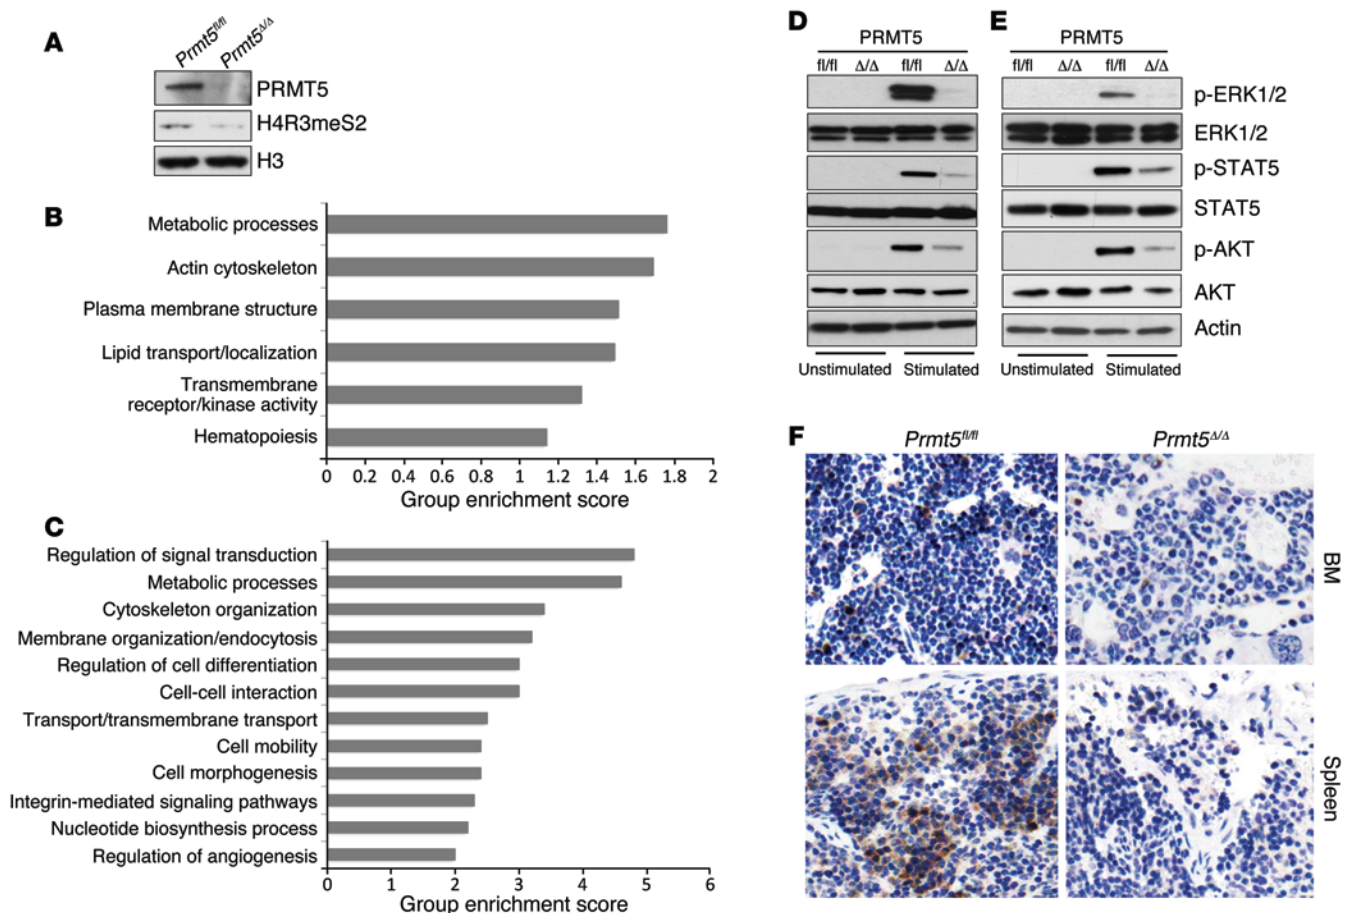 A
Prmt5fl/fl
Prmt5Δ/Δ
PRMT5
H4R3meS2
H3
B
Metabolic processes
Actin cytoskeleton
Plasma membrane structure
Lipid transport/localization
Transmembrane
receptor/kinase activity
Hematopoiesis
0 0.2 0.4 0.6 0.8 1 1.2 1.4 1.6 1.8 2
Group enrichment score
C
Regulation of signal transduction
Metabolic processes
Cytoskeleton organization
Membrane organization/endocytosis
Regulation of cell differentiation
Cell-cell interaction
Transport/transmembrane transport
Cell mobility
Cell morphogenesis
Integrin-mediated signaling pathways
Nucleotide biosynthesis process
Regulation of angiogenesis
0 1 2 3 4 5 6
Group enrichment score
D
PRMT5
fl/fl Δ/Δ fl/fl Δ/Δ
Unstimulated Stimulated
E
PRMT5
fl/fl Δ/Δ fl/fl Δ/Δ
p-ERK1/2
ERK1/2
p-STAT5
STAT5
p-AKT
AKT
Actin
Unstimulated Stimulated
F
Prmt5fl/fl
Prmt5Δ/Δ
BM
Spleen